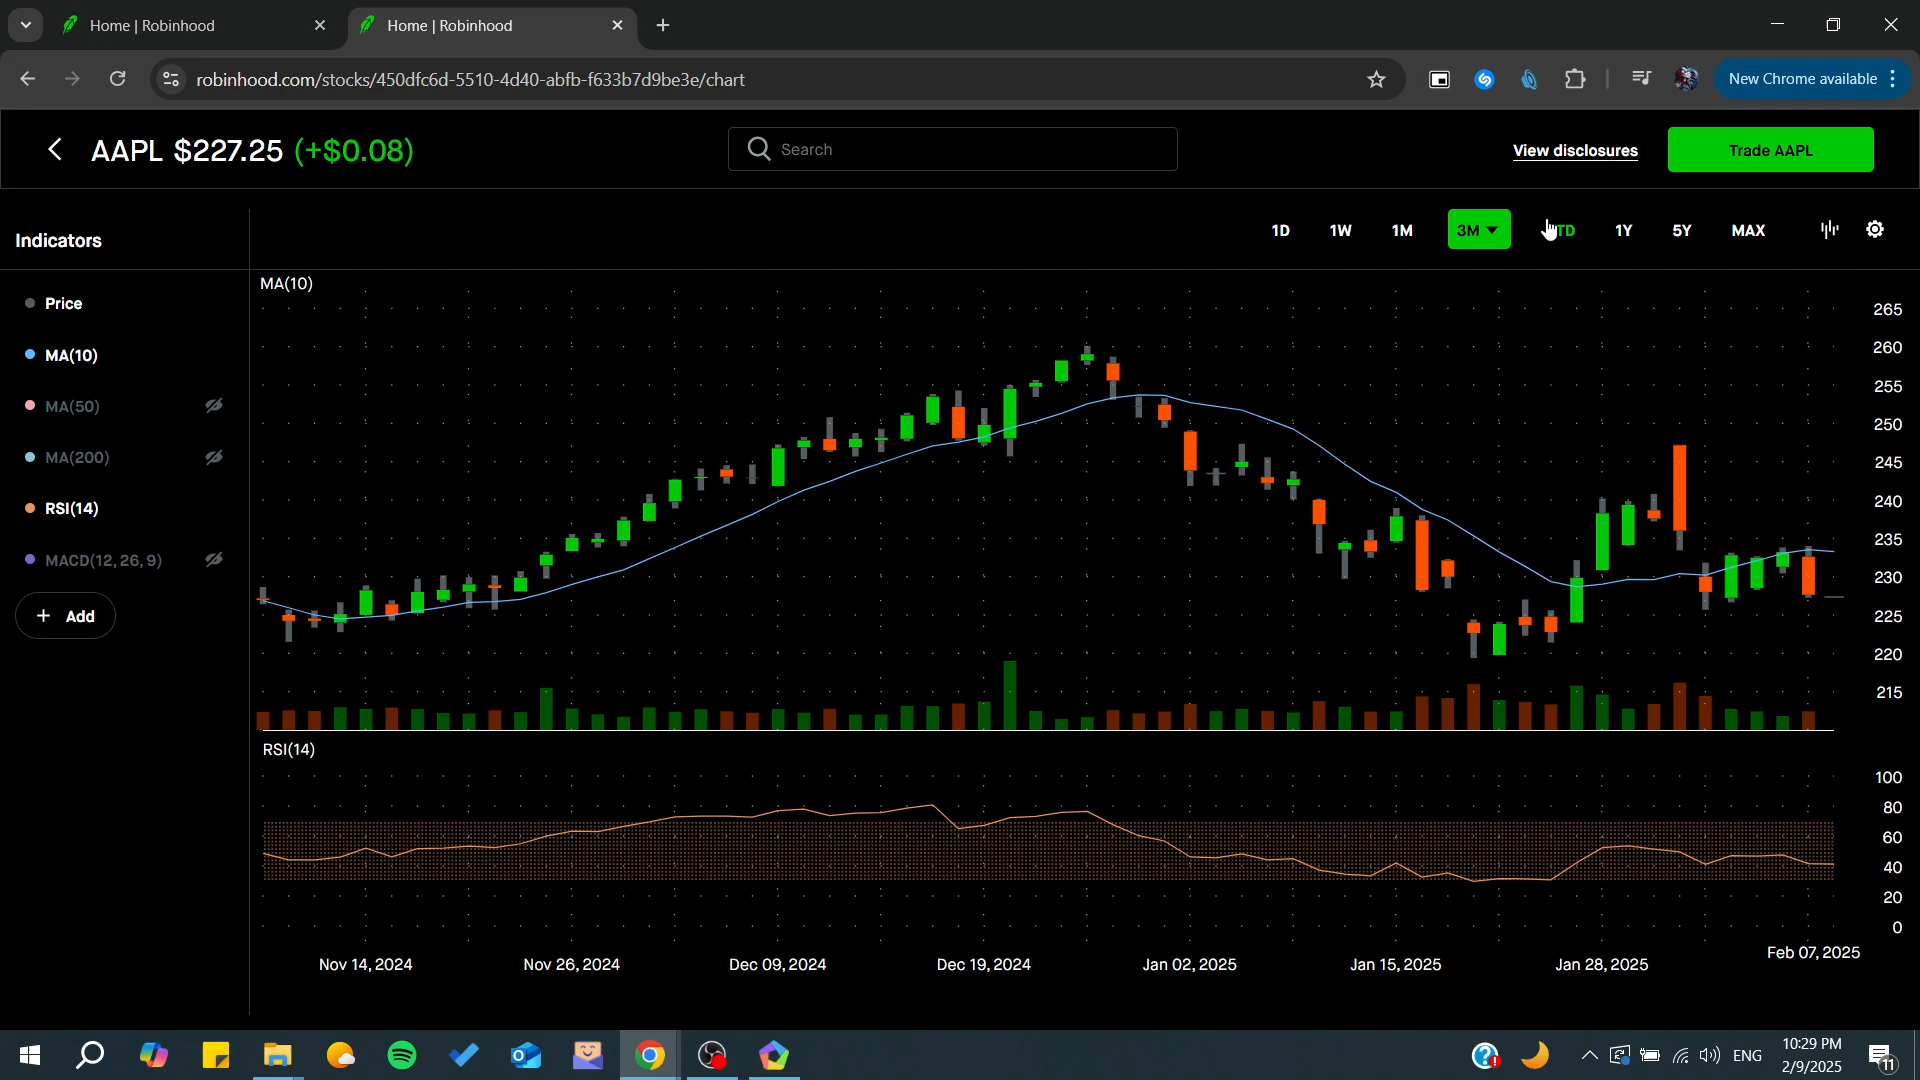 Home | Robinhood
Home | Robinhood
robinhood.com/stocks/450dfc6d-5510-4d40-abfb-f633b7d9be3e/chart
New Chrome available
AAPL $227.25 (+$0.08)
Search
View disclosures
Trade AAPL
Indicators
1D 1W 1M 3M TD 1Y 5Y MAX
Price
MA(10)
MA(50)
MA(200)
RSI(14)
MACD(12, 26, 9)
+ Add
MA(10)
265
260
255
250
245
240
235
230
225
220
215
RSI(14)
100
80
60
40
20
0
Nov 14, 2024 Nov 26, 2024 Dec 09, 2024 Dec 19, 2024 Jan 02, 2025 Jan 15, 2025 Jan 28, 2025 Feb 07, 2025
ENG
10:29 PM
2/9/2025
11